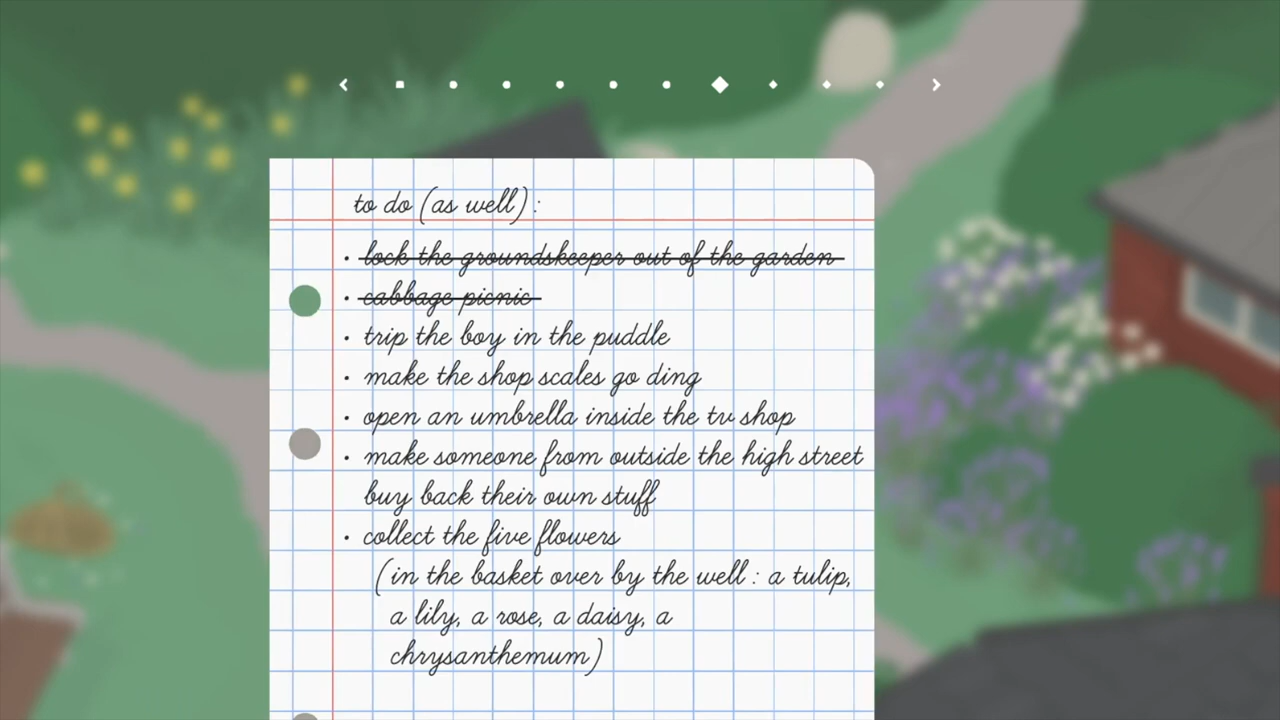 to do (as well) :
• lock the groundskeeper out of the garden
• cabbage picnic
• trip the boy in the puddle
• make the shop scales go ding
• open an umbrella inside the tv shop
• make someone from outside the high street
buy back their own stuff
• collect the five flowers
(in the basket over by the well : a tulip,
a lily, a rose, a daisy, a
chrysanthemum)